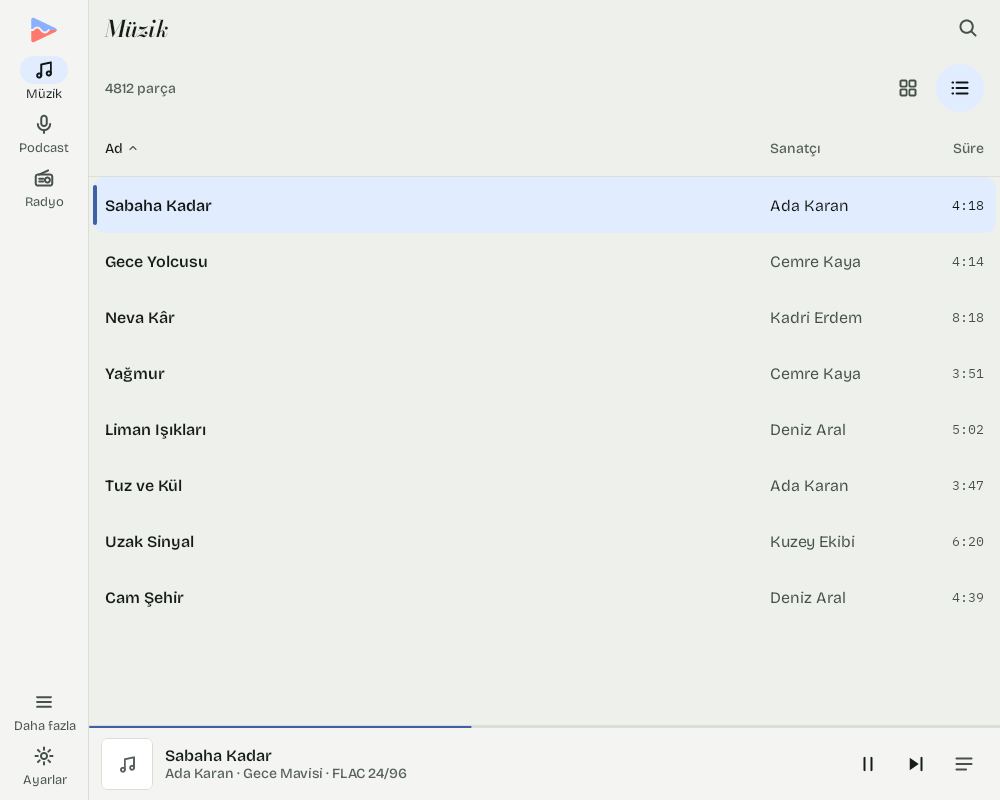 Müzik
Müzik
Podcast
Radyo
Daha fazla
Ayarlar
4812 parça
Ad Sanatçı Süre
Sabaha Kadar Ada Karan 4:18
Gece Yolcusu Cemre Kaya 4:14
Neva Kâr Kadri Erdem 8:18
Yağmur Cemre Kaya 3:51
Liman Işıkları Deniz Aral 5:02
Tuz ve Kül Ada Karan 3:47
Uzak Sinyal Kuzey Ekibi 6:20
Cam Şehir Deniz Aral 4:39
Sabaha Kadar
Ada Karan · Gece Mavisi · FLAC 24/96